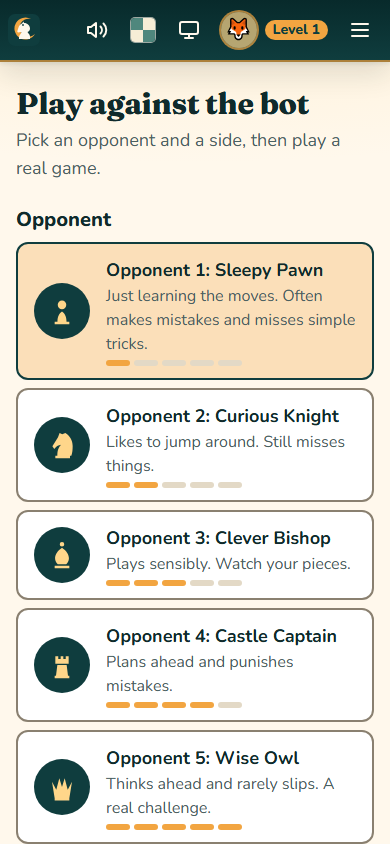 Level 1
Play against the bot
Pick an opponent and a side, then play a
real game.
Opponent
Opponent 1: Sleepy Pawn
Just learning the moves. Often
makes mistakes and misses simple
tricks.
Opponent 2: Curious Knight
Likes to jump around. Still misses
things.
Opponent 3: Clever Bishop
Plays sensibly. Watch your pieces.
Opponent 4: Castle Captain
Plans ahead and punishes
mistakes.
Opponent 5: Wise Owl
Thinks ahead and rarely slips. A
real challenge.